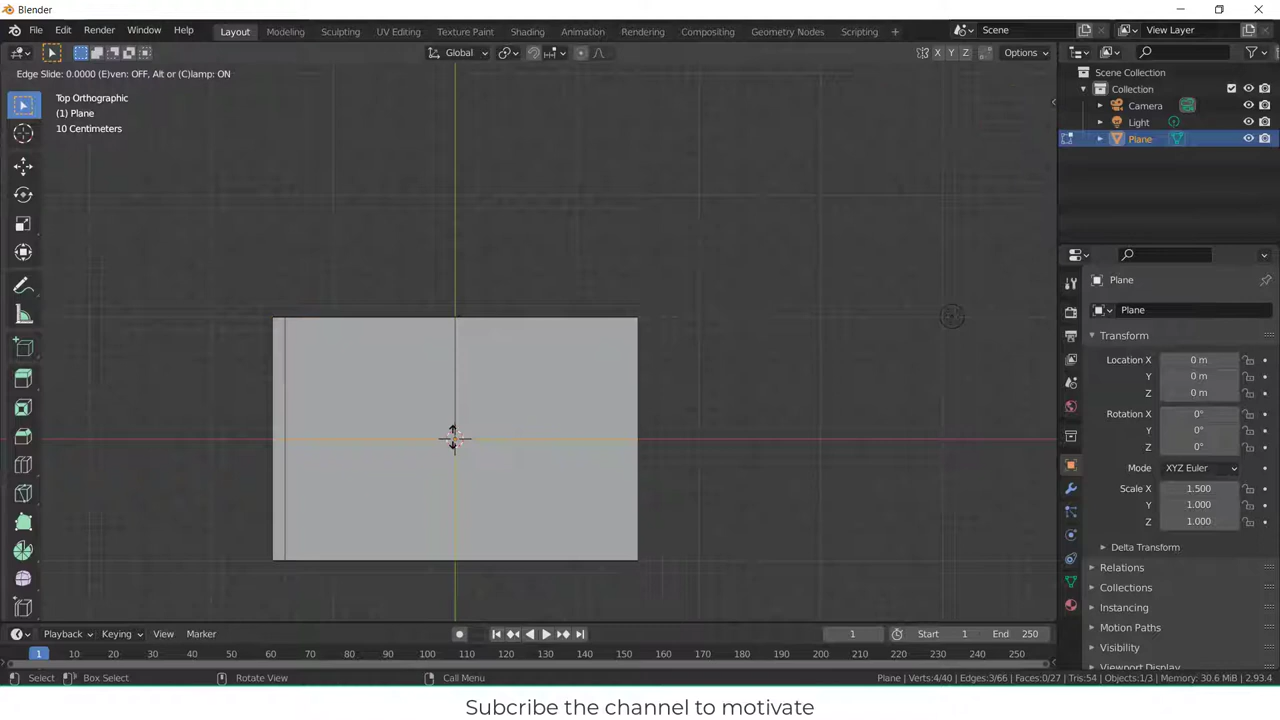 Blender
File Edit Render Window Help Layout Modeling Sculpting UV Editing Texture Paint Shading Animation Rendering Compositing Geometry Nodes Scripting + Scene View Layer
Global X Y Z Options
Edge Slide: 0.0000 (E)ven: OFF, Alt or (C)lamp: ON
Top Orthographic
(1) Plane
10 Centimeters
Scene Collection
Collection
Camera
Light
Plane
Plane
Plane
Transform
Location X 0 m
Y 0 m
Z 0 m
Rotation X 0°
Y 0°
Z 0°
Mode XYZ Euler
Scale X 1.500
Y 1.000
Z 1.000
Delta Transform
Relations
Collections
Instancing
Motion Paths
Visibility
Viewport Display
Playback Keying View Marker 1 Start 1 End 250
1 10 20 30 40 50 60 70 80 90 100 110 120 130 140 150 160 170 180 190 200 210 220 230 240 250
Select Box Select Rotate View Call Menu Plane | Verts:4/40 | Edges:3/66 | Faces:0/27 | Tris:54 | Objects:1/3 | Memory: 30.6 MiB | 2.93.4
Subcribe the channel to motivate